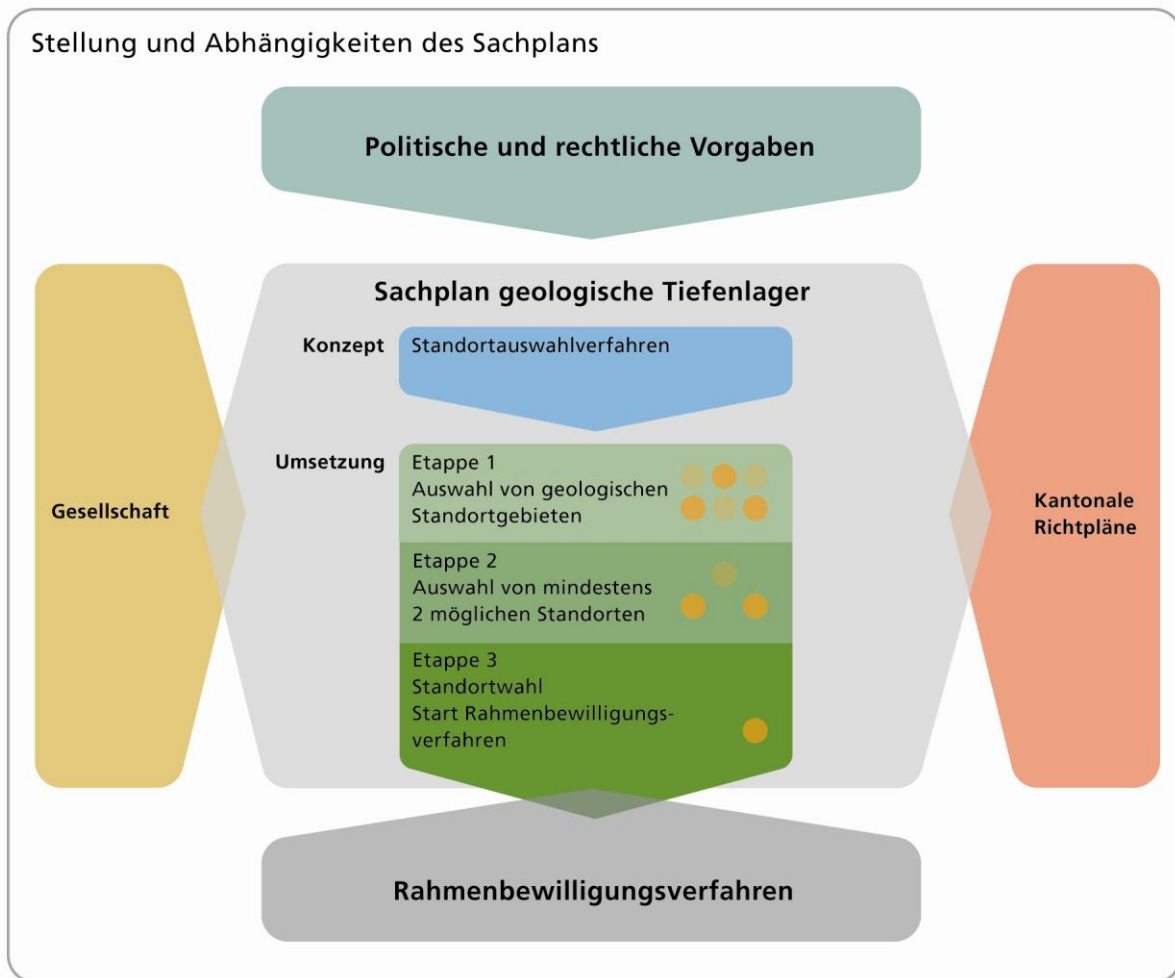 Stellung und Abhängigkeiten des Sachplans
Politische und rechtliche Vorgaben
Sachplan geologische Tiefenlager
Konzept
Standortauswahlverfahren
Umsetzung
Etappe 1
Auswahl von geologischen
Standortgebieten
Etappe 2
Auswahl von mindestens
2 möglichen Standorten
Etappe 3
Standortwahl
Start Rahmenbewilligungs-
verfahren
Gesellschaft
Kantonale
Richtpläne
Rahmenbewilligungsverfahren